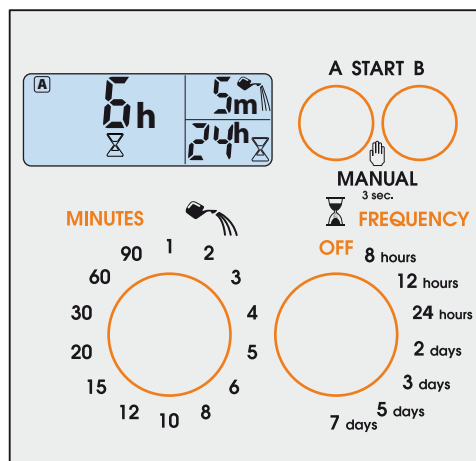 A
6h
5m
24h
A START B
MANUAL
3 sec.
MINUTES
FREQUENCY
OFF
1
2
3
4
5
6
8
10
12
15
20
30
60
90
8 hours
12 hours
24 hours
2 days
3 days
5 days
7 days